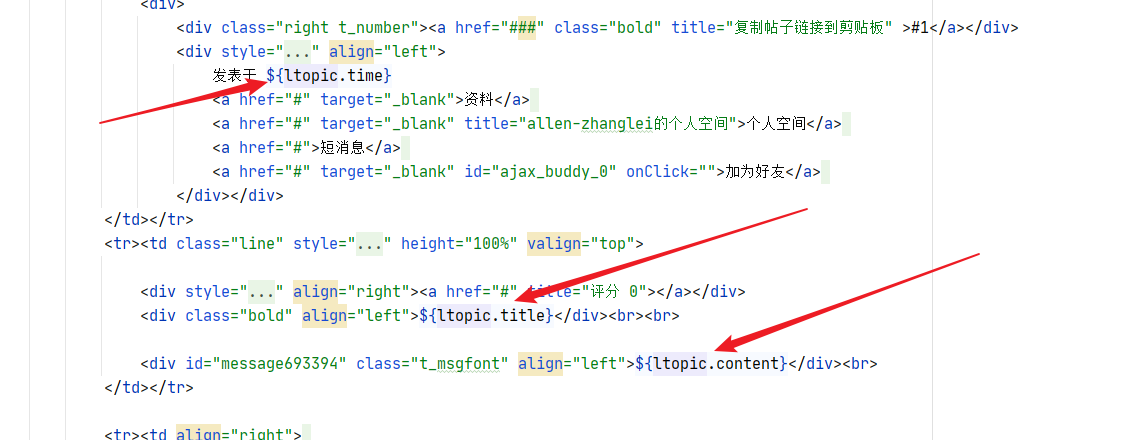 <div>
<div class="right t_number"><a href="###" class="bold" title="复制帖子链接到剪贴板" >#1</a></div>
<div style="..." align="left">
发表于 ${ltopic.time}
<a href="#" target="_blank">资料</a>
<a href="#" target="_blank" title="allen-zhanglei的个人空间">个人空间</a>
<a href="#">短消息</a>
<a href="#" target="_blank" id="ajax_buddy_0" onClick="">加为好友</a>
</div></div>
</td></tr>
<tr><td class="line" style="..." height="100%" valign="top">
<div style="..." align="right"><a href="#" title="评分 0"></a></div>
<div class="bold" align="left">${ltopic.title}</div><br><br>
<div id="message693394" class="t_msgfont" align="left">${ltopic.content}</div><br>
</td></tr>
<tr><td align="right">